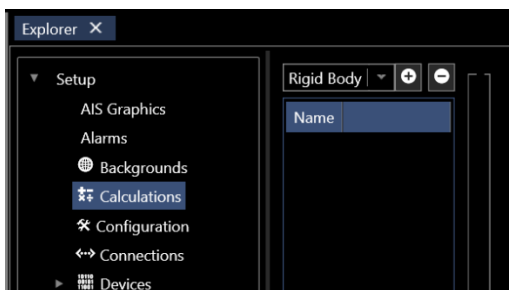 Explorer
Setup
AIS Graphics
Alarms
Backgrounds
Calculations
Configuration
Connections
Devices
Rigid Body
Name